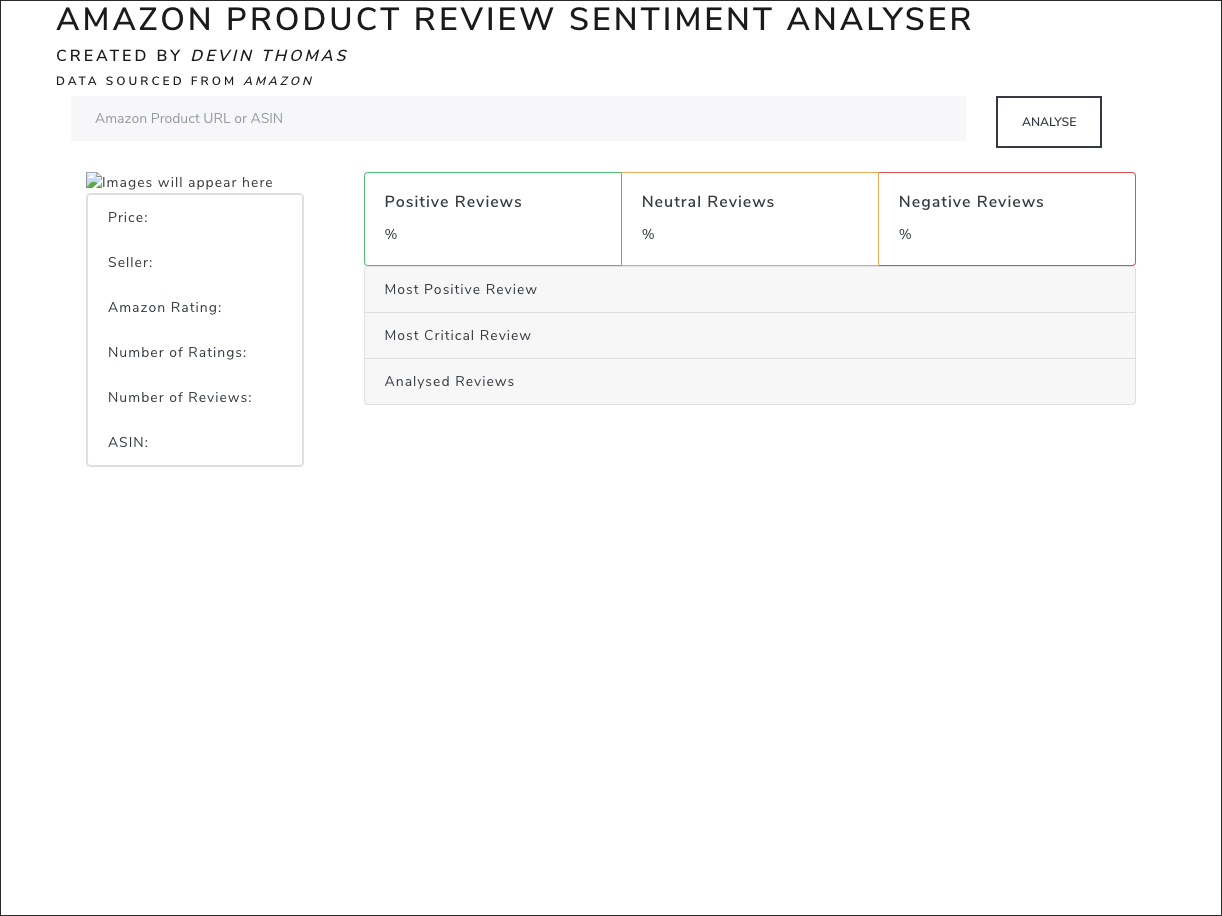 AMAZON PRODUCT REVIEW SENTIMENT ANALYSER
CREATED BY DEVIN THOMAS
DATA SOURCED FROM AMAZON
Amazon Product URL or ASIN
ANALYSE
Images will appear here
Price:
Seller:
Amazon Rating:
Number of Ratings:
Number of Reviews:
ASIN:
Positive Reviews
%
Neutral Reviews
%
Negative Reviews
%
Most Positive Review
Most Critical Review
Analysed Reviews